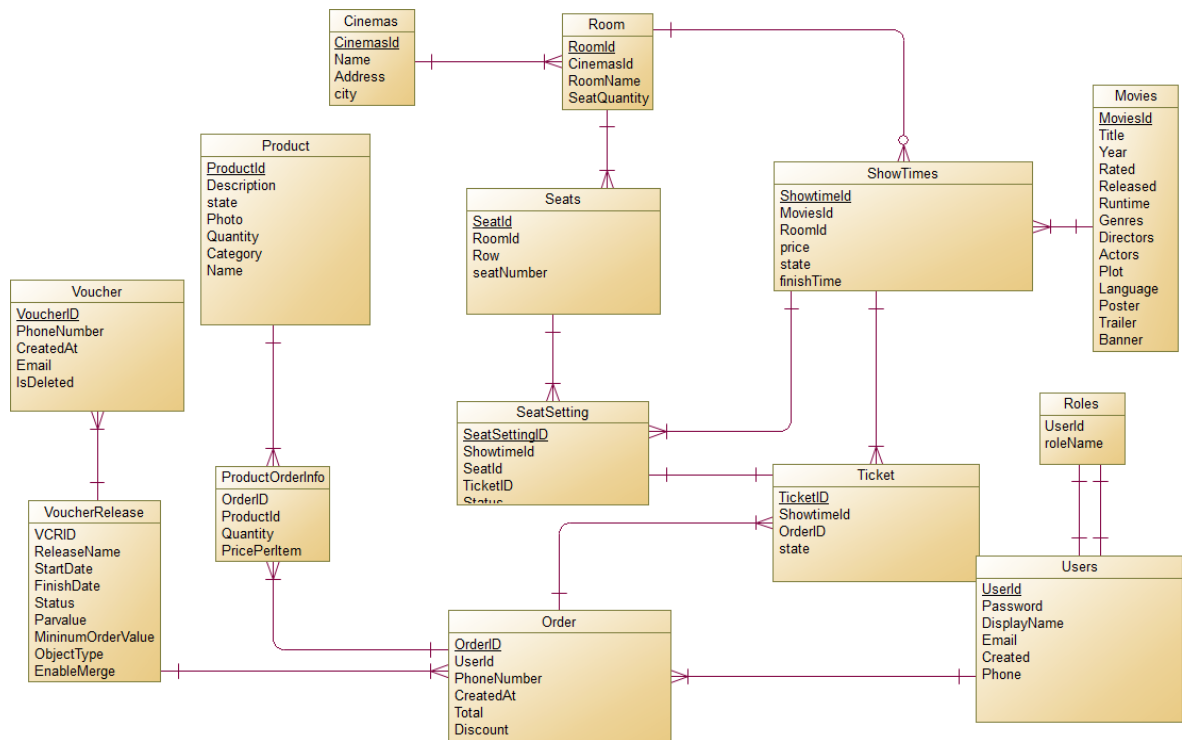 Cinemas
CinemasId
Name
Address
city
Room
RoomId
CinemasId
RoomName
SeatQuantity
Movies
MoviesId
Title
Year
Rated
Released
Runtime
Genres
Directors
Actors
Plot
Language
Poster
Trailer
Banner
Product
ProductId
Description
state
Photo
Quantity
Category
Name
Seats
SeatId
RoomId
Row
seatNumber
ShowTimes
ShowtimeId
MoviesId
RoomId
price
state
finishTime
Voucher
VoucherID
PhoneNumber
CreatedAt
Email
IsDeleted
SeatSetting
SeatSettingID
ShowtimeId
SeatId
TicketID
Status
Roles
UserId
roleName
ProductOrderInfo
OrderID
ProductId
Quantity
PricePerItem
Ticket
TicketID
ShowtimeId
OrderID
state
VoucherRelease
VCRID
ReleaseName
StartDate
FinishDate
Status
Parvalue
MininumOrderValue
ObjectType
EnableMerge
Users
UserId
Password
DisplayName
Email
Created
Phone
Order
OrderID
UserId
PhoneNumber
CreatedAt
Total
Discount